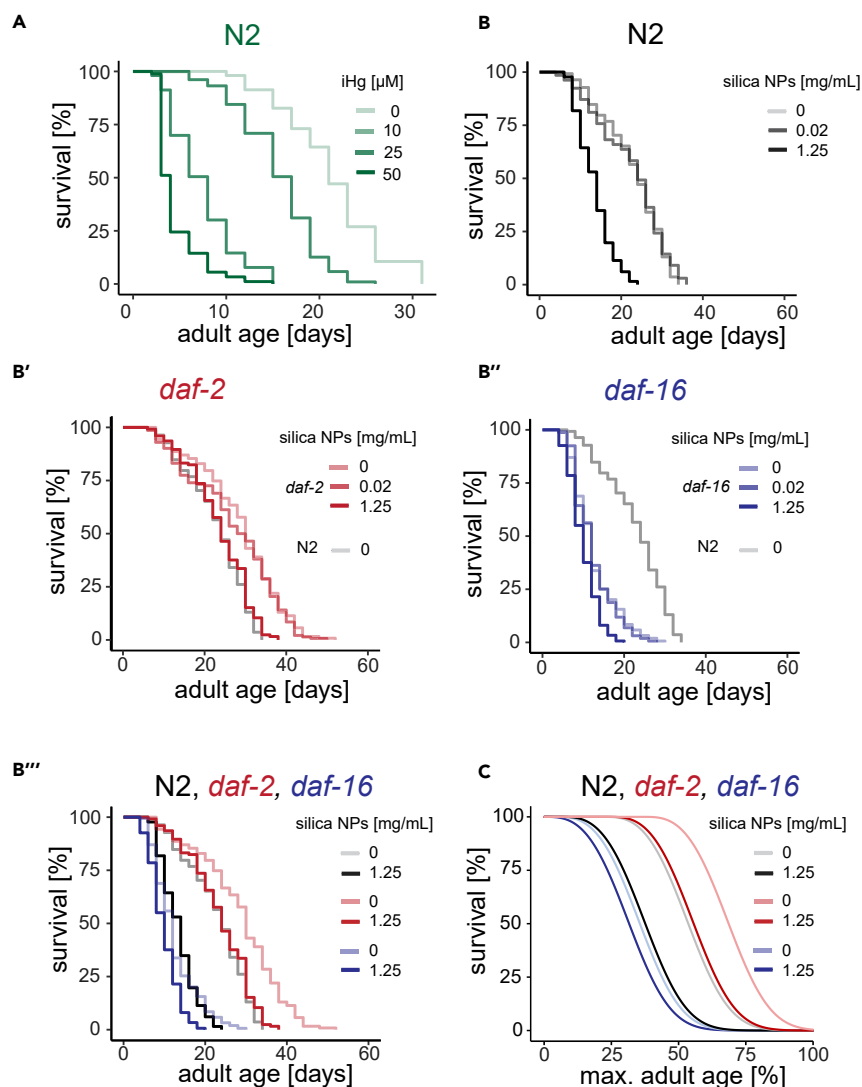 A
N2
survival [%]
100
75
50
25
0
0 10 20 30
adult age [days]
iHg [µM]
0
10
25
50
B
N2
survival [%]
100
75
50
25
0
0 20 40 60
adult age [days]
silica NPs [mg/mL]
0
0.02
1.25
B'
daf-2
survival [%]
100
75
50
25
0
0 20 40 60
adult age [days]
silica NPs [mg/mL]
0
daf-2 0.02
1.25
N2 0
B''
daf-16
survival [%]
100
75
50
25
0
0 20 40 60
adult age [days]
silica NPs [mg/mL]
0
daf-16 0.02
1.25
N2 0
B'''
N2, daf-2, daf-16
survival [%]
100
75
50
25
0
0 20 40 60
adult age [days]
silica NPs [mg/mL]
0
1.25
0
1.25
0
1.25
C
N2, daf-2, daf-16
survival [%]
100
75
50
25
0
0 25 50 75 100
max. adult age [%]
silica NPs [mg/mL]
0
1.25
0
1.25
0
1.25